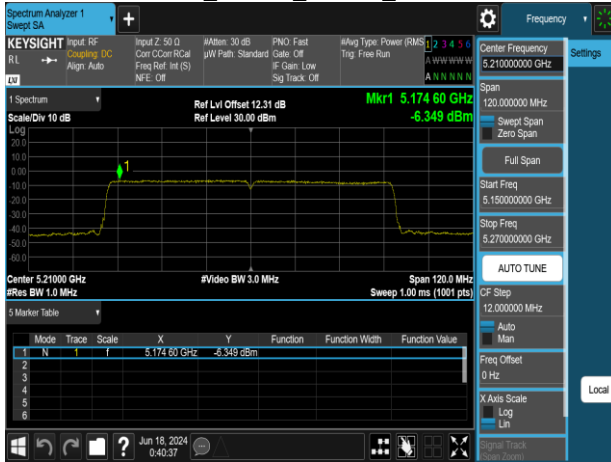 Spectrum Analyzer 1
Swept SA
+
Frequency
KEYSIGHT
RL
LXI
Input: RF
Coupling: DC
Align: Auto
Input Z: 50 Ω
Corr CCorr RCal
Freq Ref: Int (S)
NFE: Off
#Atten: 30 dB
µW Path: Standard
PNO: Fast
Gate: Off
IF Gain: Low
Sig Track: Off
#Avg Type: Power (RMS
Trig: Free Run
1 2 3 4 5 6
A W W W W W
A N N N N N
1 Spectrum
Scale/Div 10 dB
Ref Lvl Offset 12.31 dB
Ref Level 30.00 dBm
Mkr1 5.174 60 GHz
-6.349 dBm
Log
20.0
10.0
0.00
-10.0
-20.0
-30.0
-40.0
-50.0
-60.0
1
Center 5.21000 GHz
#Res BW 1.0 MHz
#Video BW 3.0 MHz
Span 120.0 MHz
Sweep 1.00 ms (1001 pts)
5 Marker Table
Mode Trace Scale X Y Function Function Width Function Value
1 N 1 f 5.174 60 GHz -6.349 dBm
2
3
4
5
6
Jun 18, 2024
0:40:37
Center Frequency
5.210000000 GHz
Span
120.000000 MHz
Swept Span
Zero Span
Full Span
Start Freq
5.150000000 GHz
Stop Freq
5.270000000 GHz
AUTO TUNE
CF Step
12.000000 MHz
Auto
Man
Freq Offset
0 Hz
X Axis Scale
Log
Lin
Signal Track
(Span Zoom)
Settings
Local